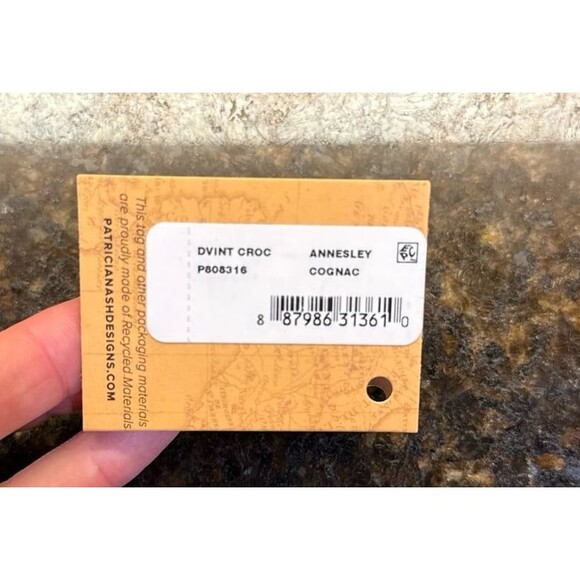 DVINT CROC ANNESLEY
P808316 COGNAC
8 87986 31361 0
This tag and other packaging materials
are proudly made of Recycled Materials
PATRICIANASHDESIGNS.COM